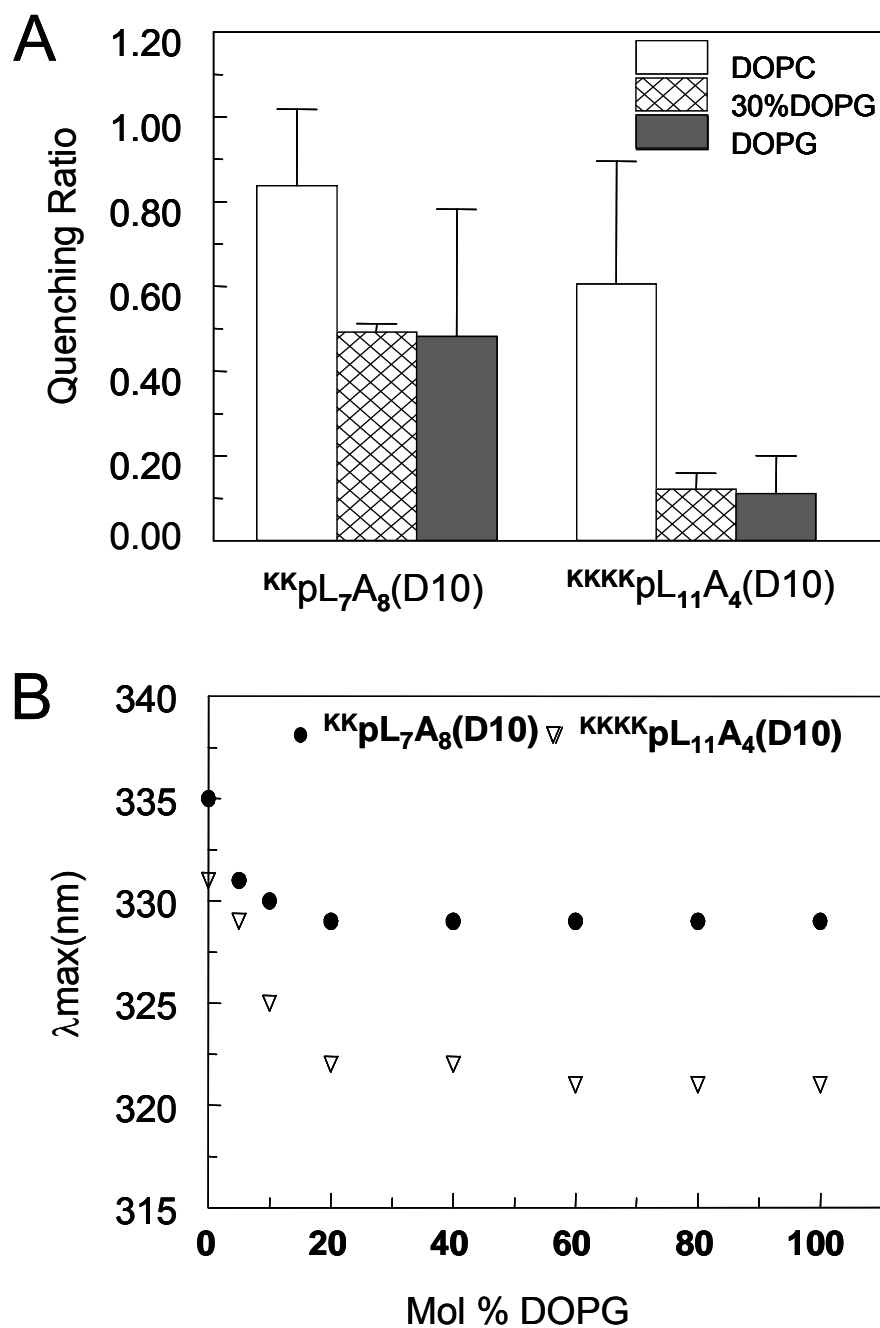 A
Quenching Ratio
1.20
1.00
0.80
0.60
0.40
0.20
0.00
DOPC
30%DOPG
DOPG
KKpL7A8(D10) KKKKpL11A4(D10)
B
λmax(nm)
340
335
330
325
320
315
KKpL7A8(D10) KKKKpL11A4(D10)
0 20 40 60 80 100
Mol % DOPG